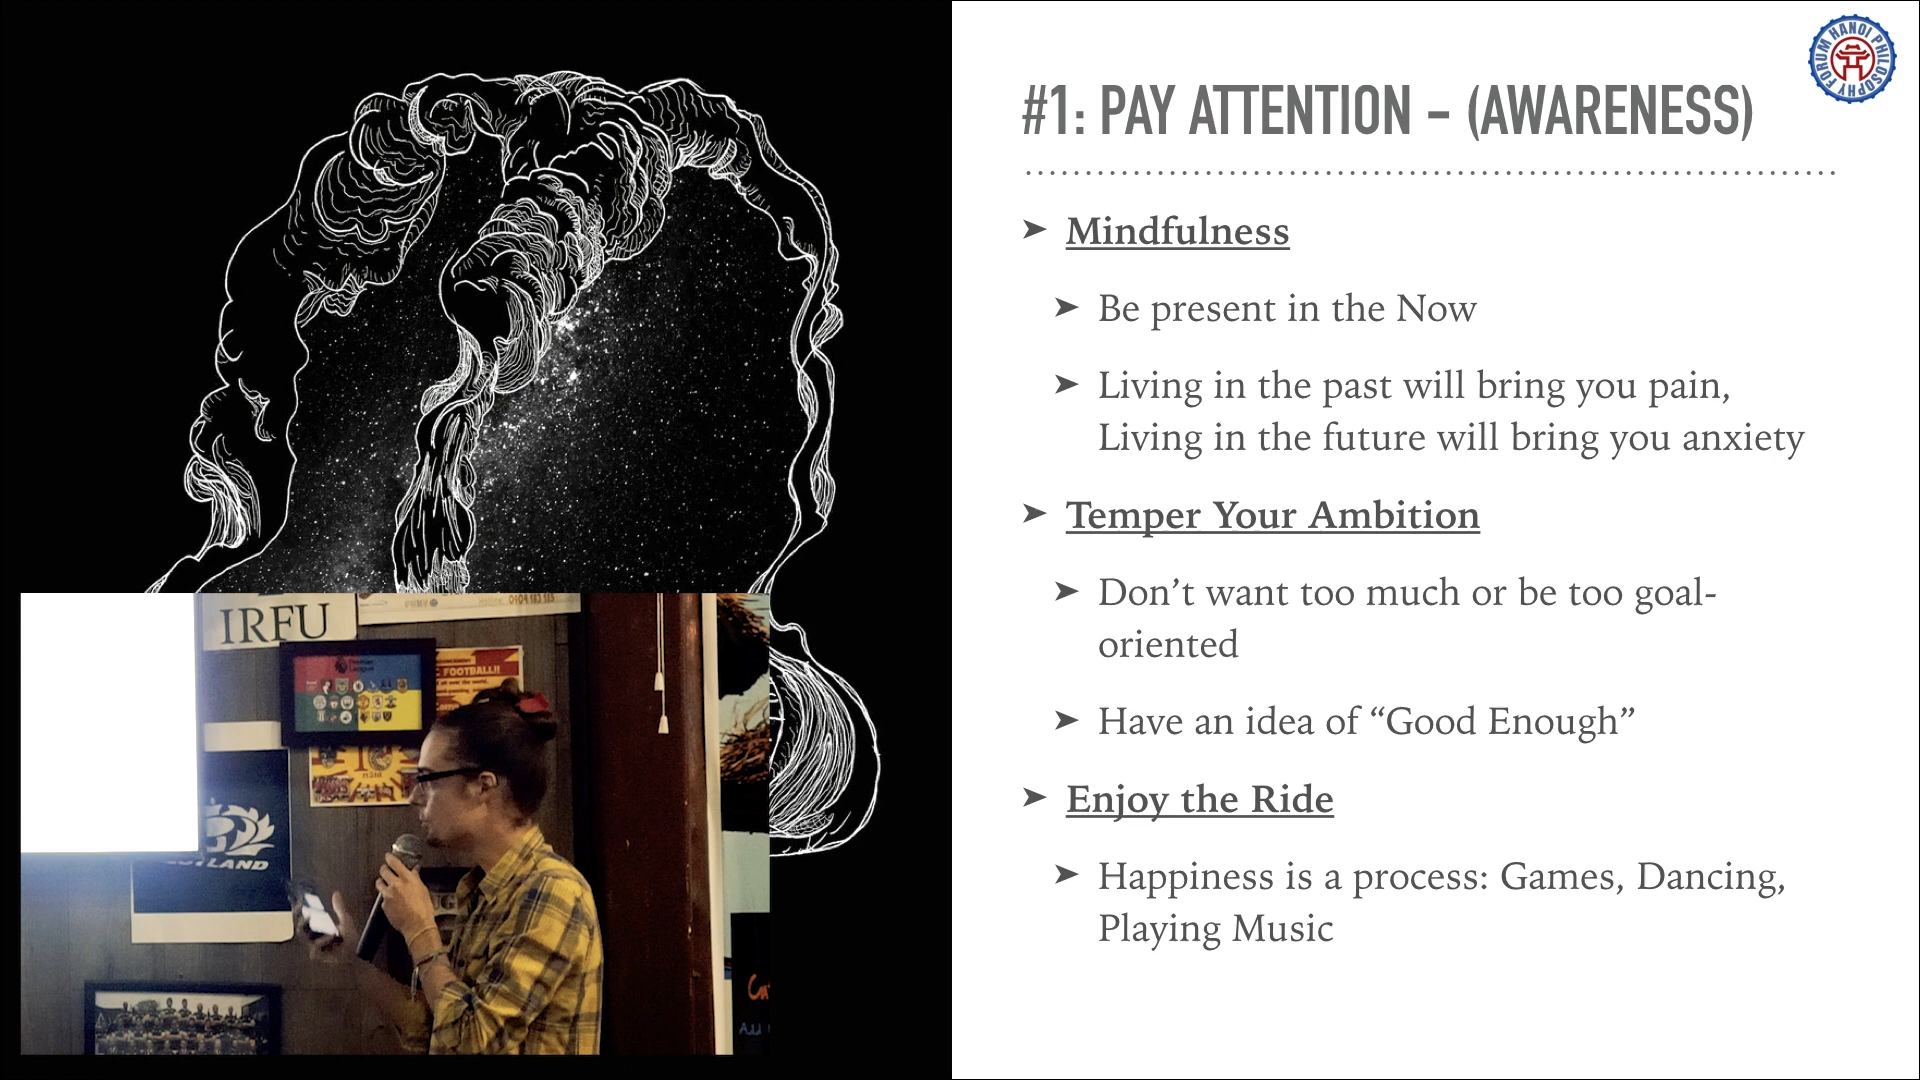 #1: PAY ATTENTION – (AWARENESS)
FORUM HANOI PHILOSOPHY
➤ Mindfulness
➤ Be present in the Now
➤ Living in the past will bring you pain,
Living in the future will bring you anxiety
➤ Temper Your Ambition
➤ Don’t want too much or be too goal-
oriented
➤ Have an idea of “Good Enough”
➤ Enjoy the Ride
➤ Happiness is a process: Games, Dancing,
Playing Music
IRFU
Premier
League
FOOTBALL!!